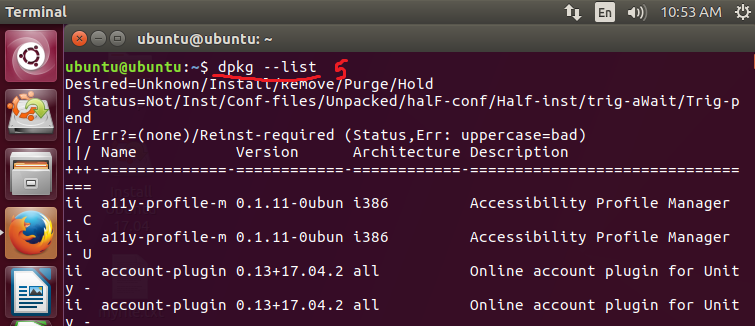 Terminal En 10:53 AM
ubuntu@ubuntu: ~
ubuntu@ubuntu:~$ dpkg --list 5
Desired=Unknown/Install/Remove/Purge/Hold
| Status=Not/Inst/Conf-files/Unpacked/halF-conf/Half-inst/trig-aWait/Trig-p
end
|/ Err?=(none)/Reinst-required (Status,Err: uppercase=bad)
||/ Name Version Architecture Description
+++-==============-============-============-==============================
===
ii a11y-profile-m 0.1.11-0ubun i386 Accessibility Profile Manager
- C
ii a11y-profile-m 0.1.11-0ubun i386 Accessibility Profile Manager
- U
ii account-plugin 0.13+17.04.2 all Online account plugin for Unit
y -
ii account-plugin 0.13+17.04.2 all Online account plugin for Unit
y -